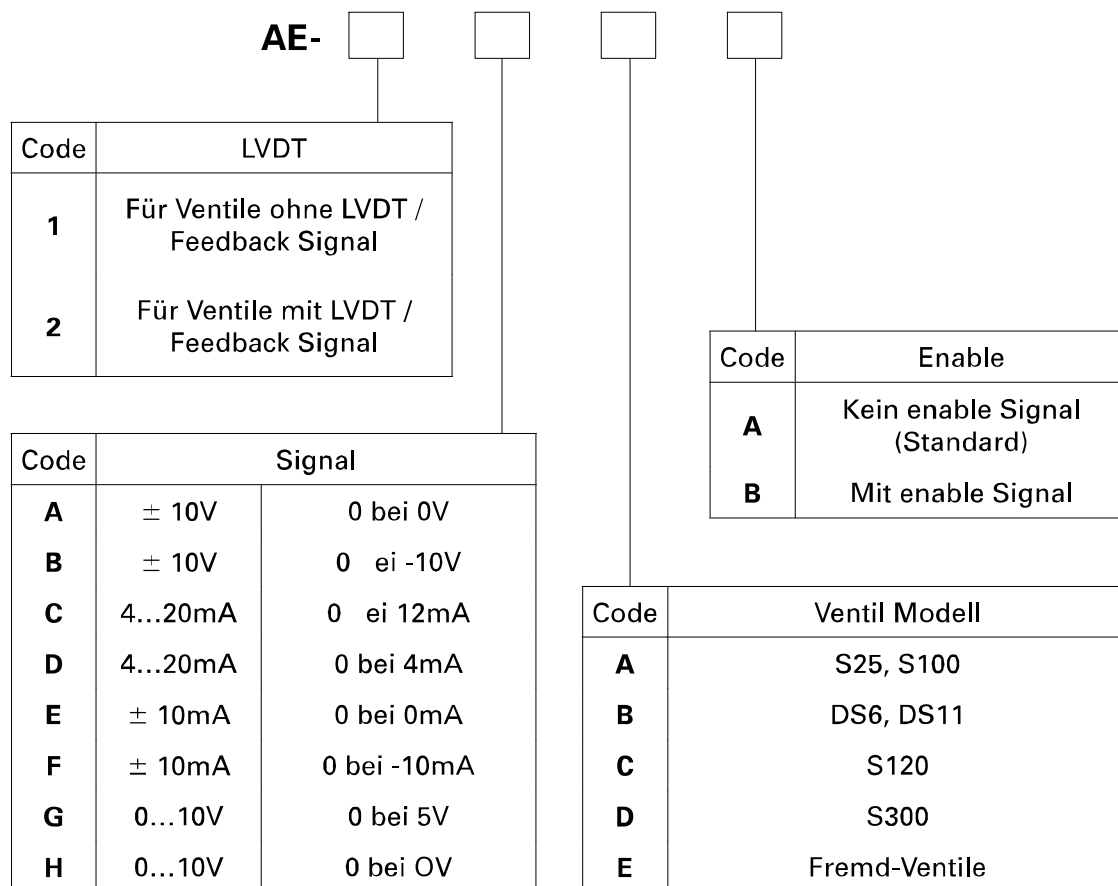 AE-
Code LVDT
1 Für Ventile ohne LVDT /
Feedback Signal
2 Für Ventile mit LVDT /
Feedback Signal
Code Enable
A Kein enable Signal
(Standard)
B Mit enable Signal
Code Signal
A ± 10V 0 bei 0V
B ± 10V 0 ei -10V
C 4...20mA 0 ei 12mA
D 4...20mA 0 bei 4mA
E ± 10mA 0 bei 0mA
F ± 10mA 0 bei -10mA
G 0...10V 0 bei 5V
H 0...10V 0 bei OV
Code Ventil Modell
A S25, S100
B DS6, DS11
C S120
D S300
E Fremd-Ventile